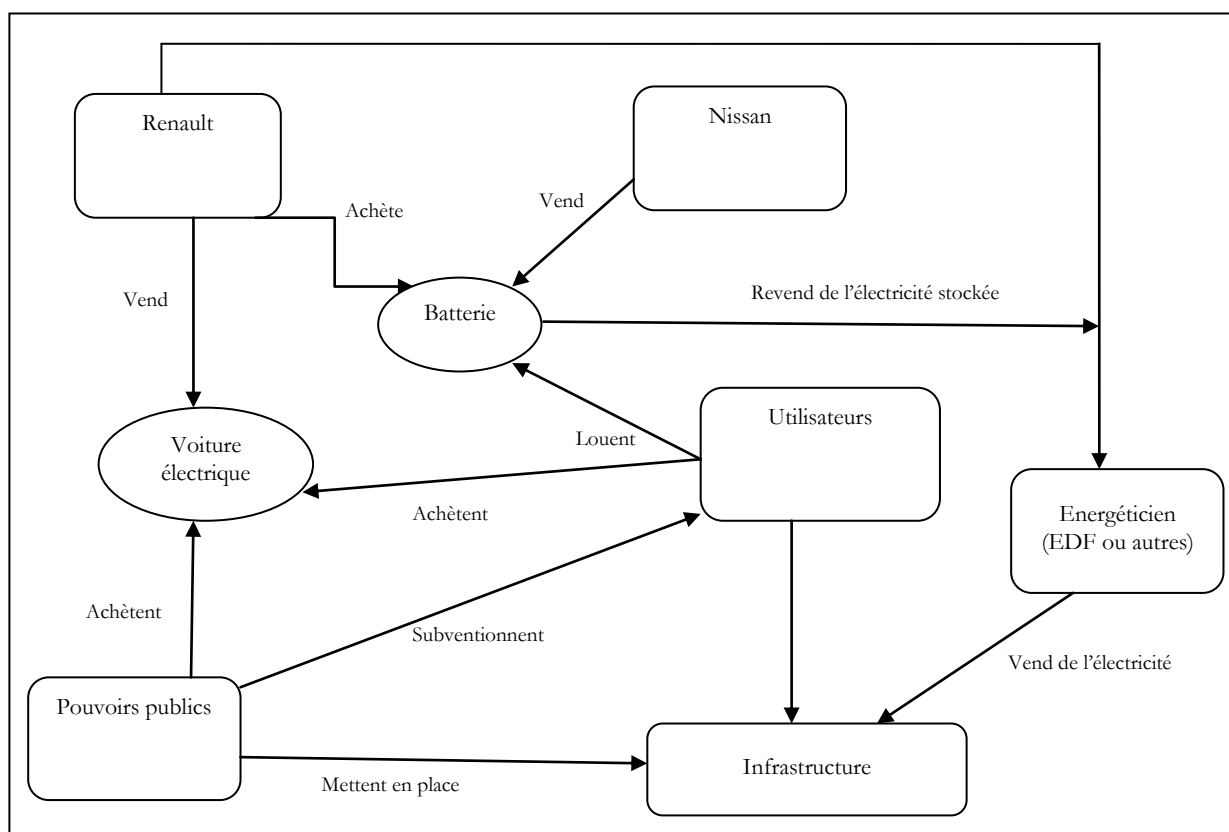 Renault
Nissan
Achète
Vend
Vend
Batterie
Revend de l’électricité stockée
Utilisateurs
Voiture
électrique
Louent
Achètent
Energéticien
(EDF ou autres)
Achètent
Subventionnent
Vend de l’électricité
Pouvoirs publics
Infrastructure
Mettent en place